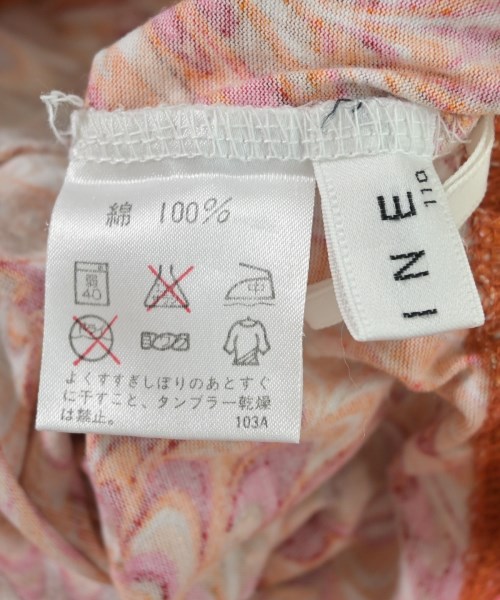 綿 100%
弱
40
中
よくすすぎしぼりのあとすぐ
に干すこと、タンブラー乾燥
は禁止。
103A
INE
110